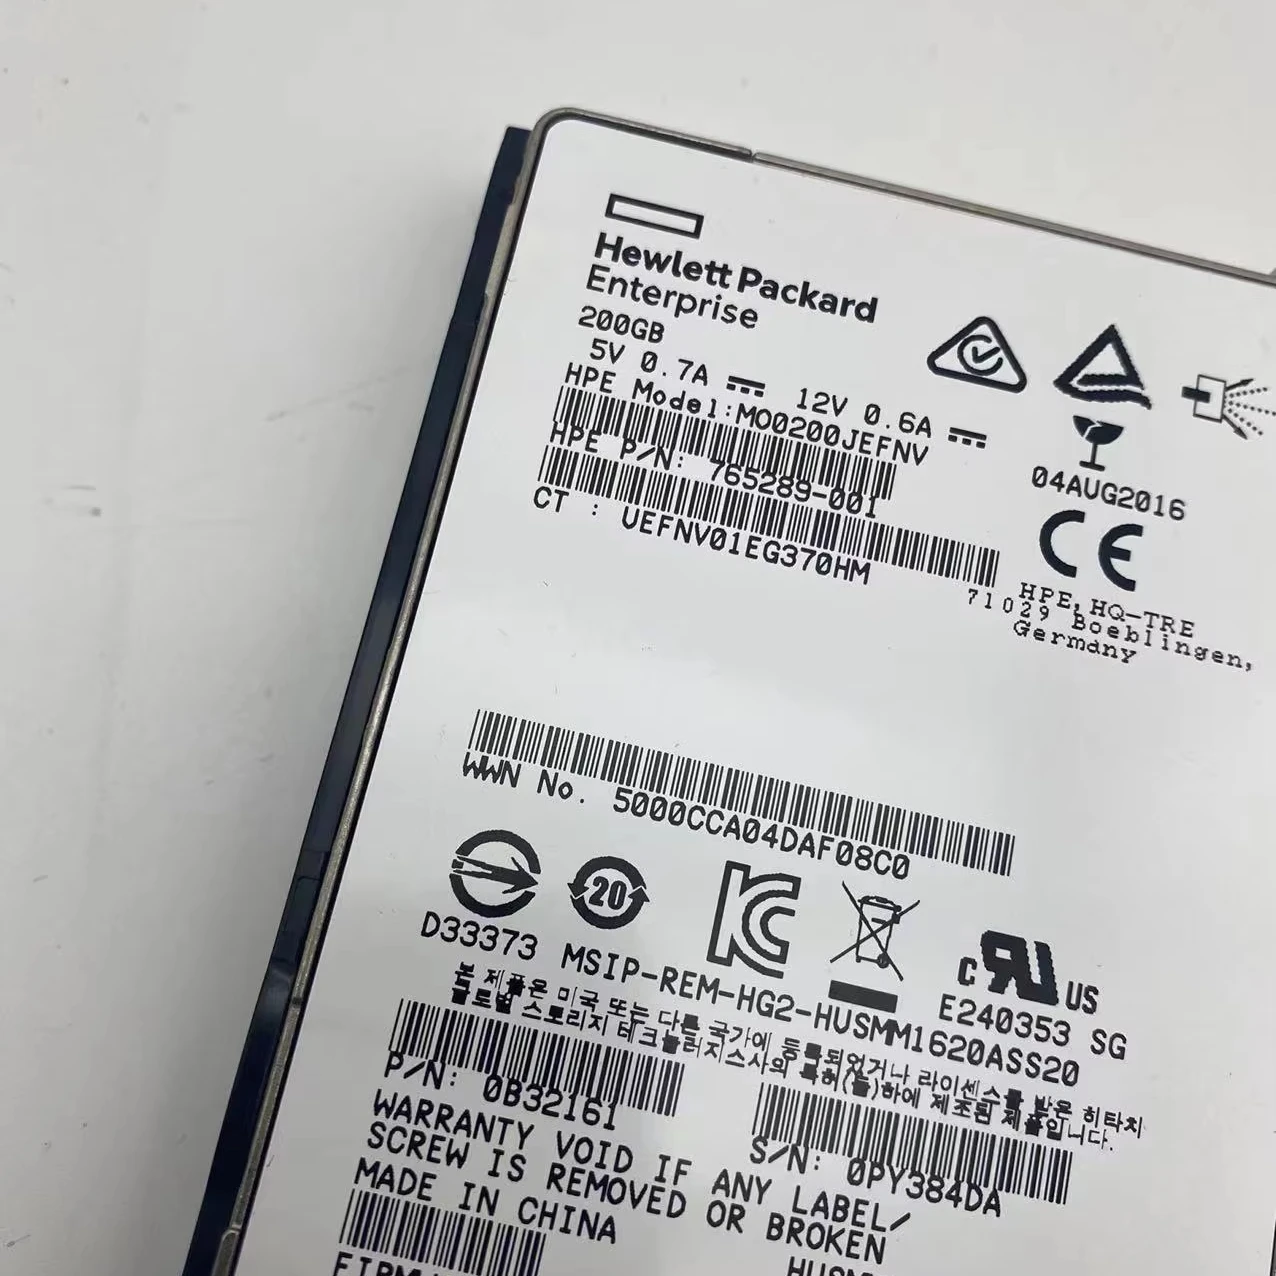 Hewlett Packard
Enterprise
200GB
5V 0.7A 12V 0.6A
HPE Model:MO0200JEFNV
HPE P/N: 765289-001
CT : UEFNV01EG370HM
04AUG2016
CE
HPE, HQ-TRE
71029 Boeblingen,
Germany
WWN No. 5000CCA04DAF08C0
20
D33373
MSIP-REM-HG2-HUSMM1620ASS20
c RU US
E240353 SG
본 제품은 미국 또는 다른 국가에 등록되었거나 라이센스를 받은 히타치
글로벌 스토리지 테크놀러지스사의 특허(들)하에 제조된 제품입니다.
P/N: 0B32161
S/N: 0PY384DA
WARRANTY VOID IF ANY LABEL/
SCREW IS REMOVED OR BROKEN
MADE IN CHINA